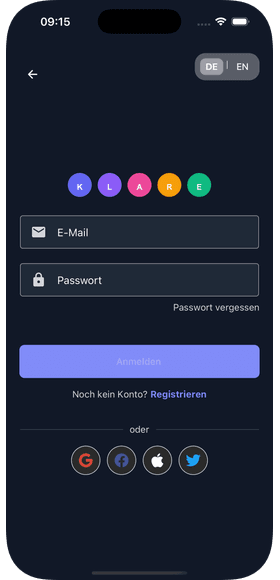 09:15
DE | EN
K L A R E
E-Mail
Passwort
Passwort vergessen
Anmelden
Noch kein Konto? Registrieren
oder